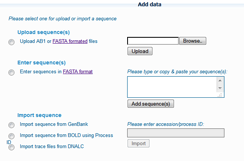 Add data
Please select one for upload or import a sequence
Upload sequence(s)
Upload AB1 or FASTA formated files
Browse..
Upload
Enter sequences(s)
Enter sequences in FASTA format
Please type or copy & paste your sequence(s)
Add sequence(s)
Import sequence
Import sequence from GenBank
Please enter accession/process ID
Import sequence from BOLD using Process
ID
Import
Import trace files from DNALC